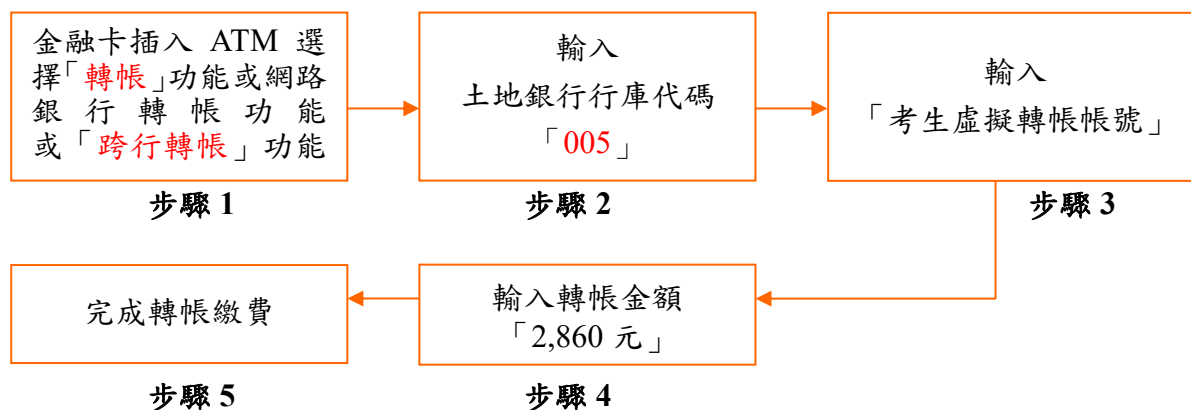 金融卡插入 ATM 選
擇「轉帳」功能或網路
銀行轉帳功能
或「跨行轉帳」功能
步驟 1
輸入
土地銀行行庫代碼
「005」
步驟 2
輸入
「考生虛擬轉帳帳號」
步驟 3
輸入轉帳金額
「2,860 元」
步驟 4
完成轉帳繳費
步驟 5